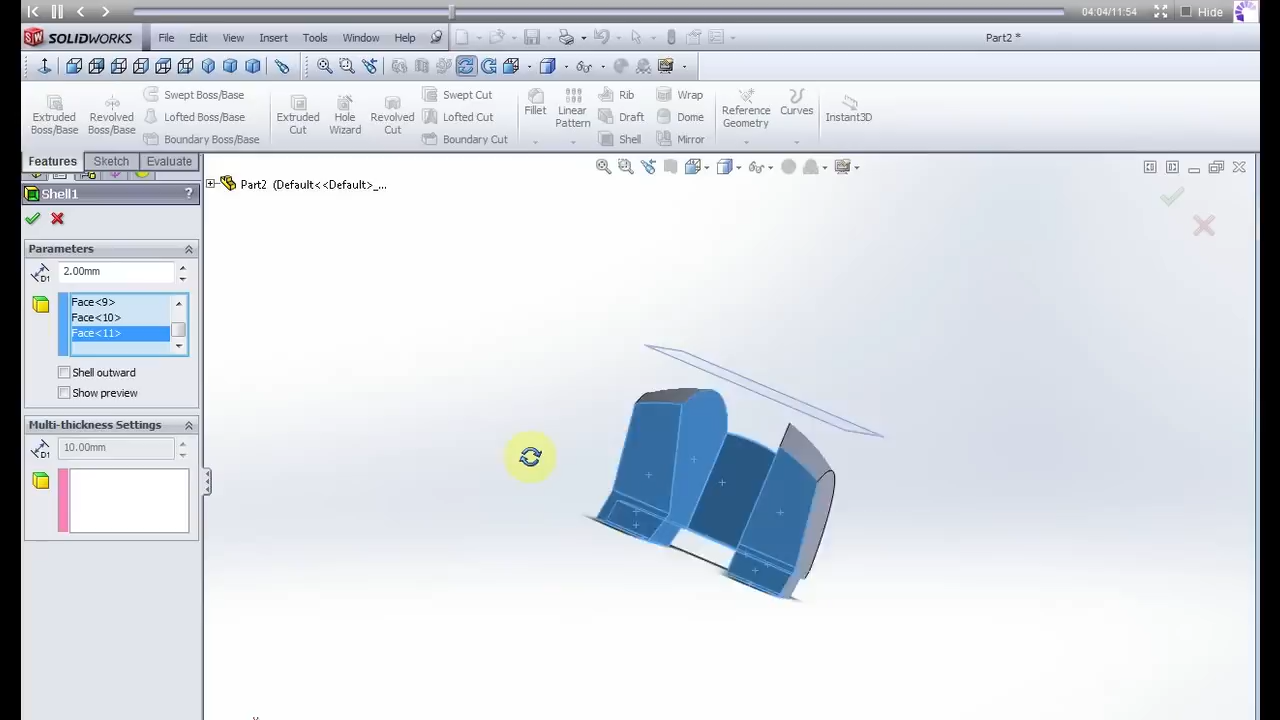 04:04/11:54 Hide
SOLIDWORKS File Edit View Insert Tools Window Help Part2 *
Extruded Boss/Base
Revolved Boss/Base
Swept Boss/Base
Lofted Boss/Base
Boundary Boss/Base
Extruded Cut
Hole Wizard
Revolved Cut
Swept Cut
Lofted Cut
Boundary Cut
Fillet
Linear Pattern
Rib
Draft
Shell
Wrap
Dome
Mirror
Reference Geometry
Curves
Instant3D
Features Sketch Evaluate
Shell1 ?
Part2 (Default<<Default>_...
Parameters
D1 2.00mm
Face<9>
Face<10>
Face<11>
Shell outward
Show preview
Multi-thickness Settings
D1 10.00mm